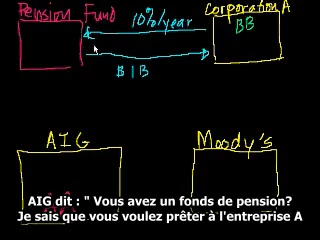 Pension Fund
10%/year
Corporation A
BB
$1B
AIG
Moody's
AIG dit : " Vous avez un fonds de pension?
Je sais que vous voulez prêter à l'entreprise A